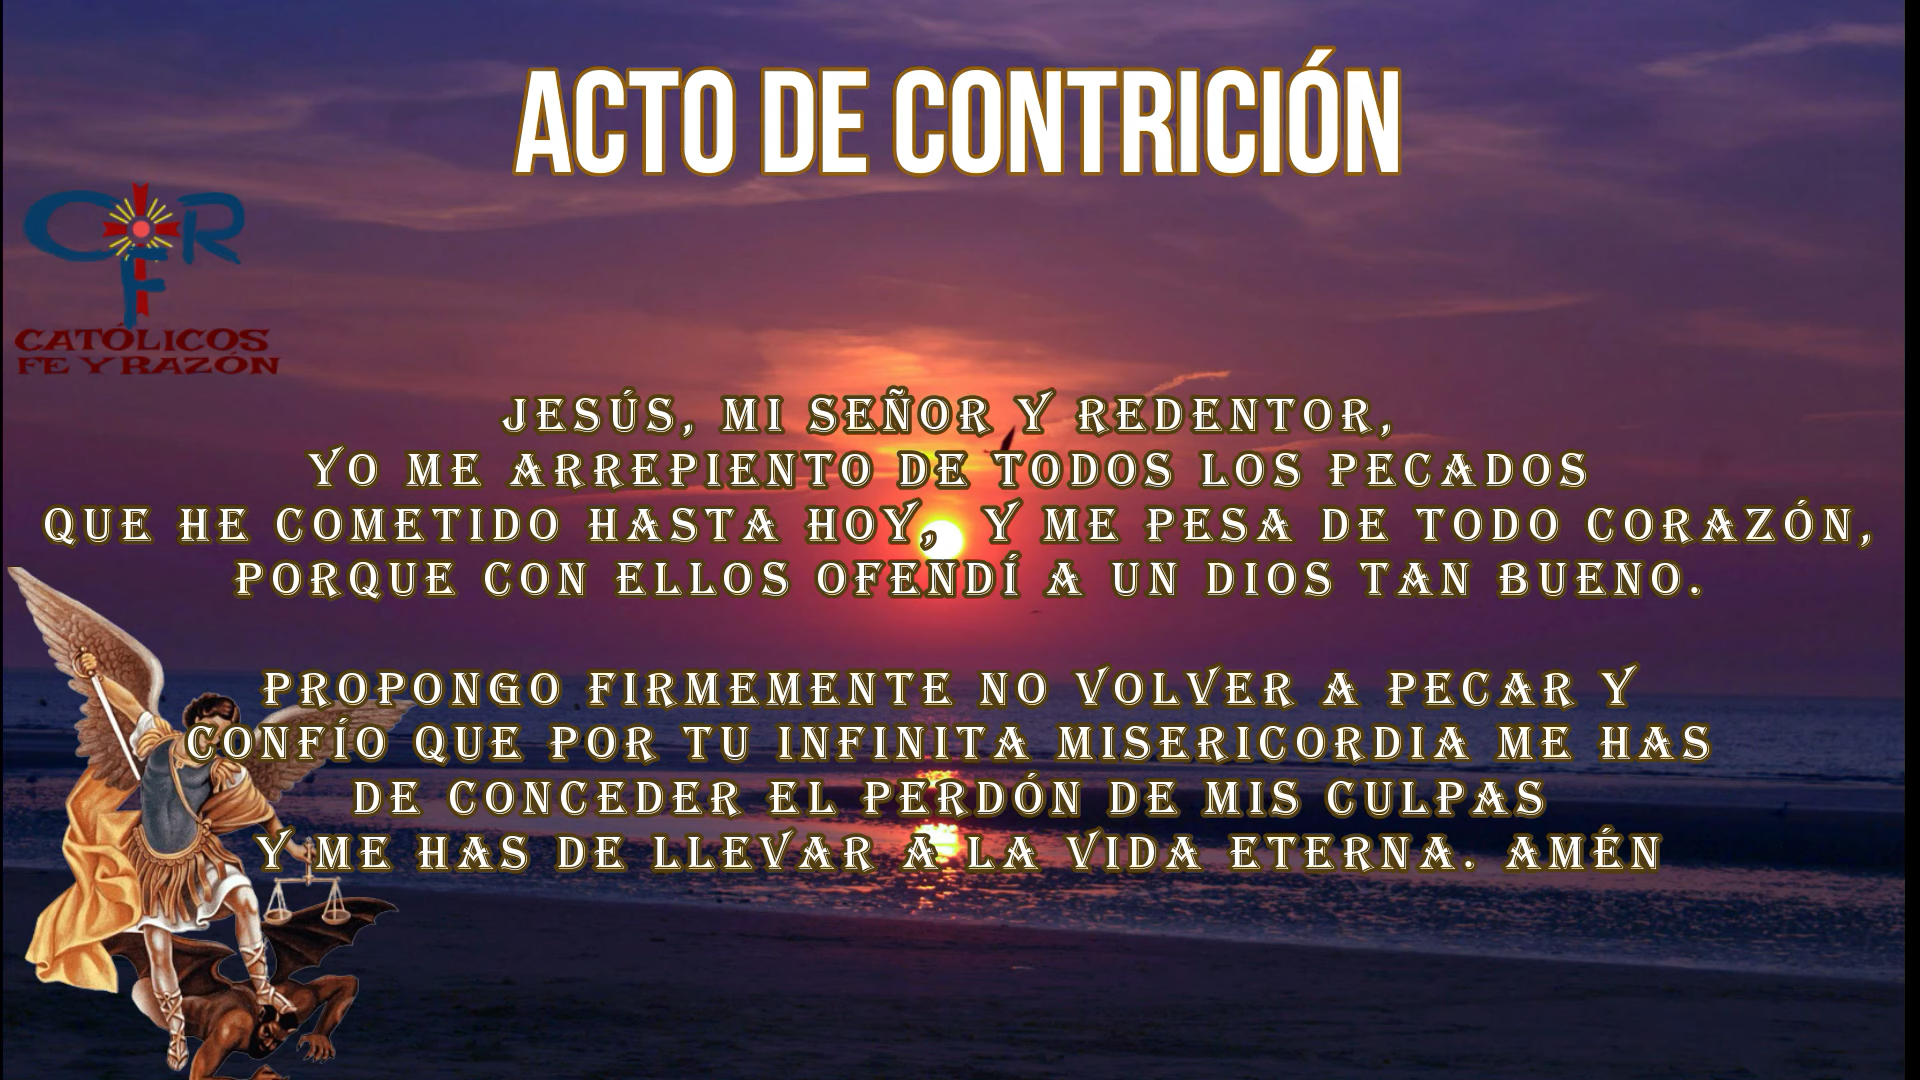 ACTO DE CONTRICIÓN
CFR
CATÓLICOS
FE Y RAZÓN
JESÚS, MI SEÑOR Y REDENTOR,
YO ME ARREPIENTO DE TODOS LOS PECADOS
QUE HE COMETIDO HASTA HOY, Y ME PESA DE TODO CORAZÓN,
PORQUE CON ELLOS OFENDÍ A UN DIOS TAN BUENO.
PROPONGO FIRMEMENTE NO VOLVER A PECAR Y
CONFÍO QUE POR TU INFINITA MISERICORDIA ME HAS
DE CONCEDER EL PERDÓN DE MIS CULPAS
Y ME HAS DE LLEVAR A LA VIDA ETERNA. AMÉN